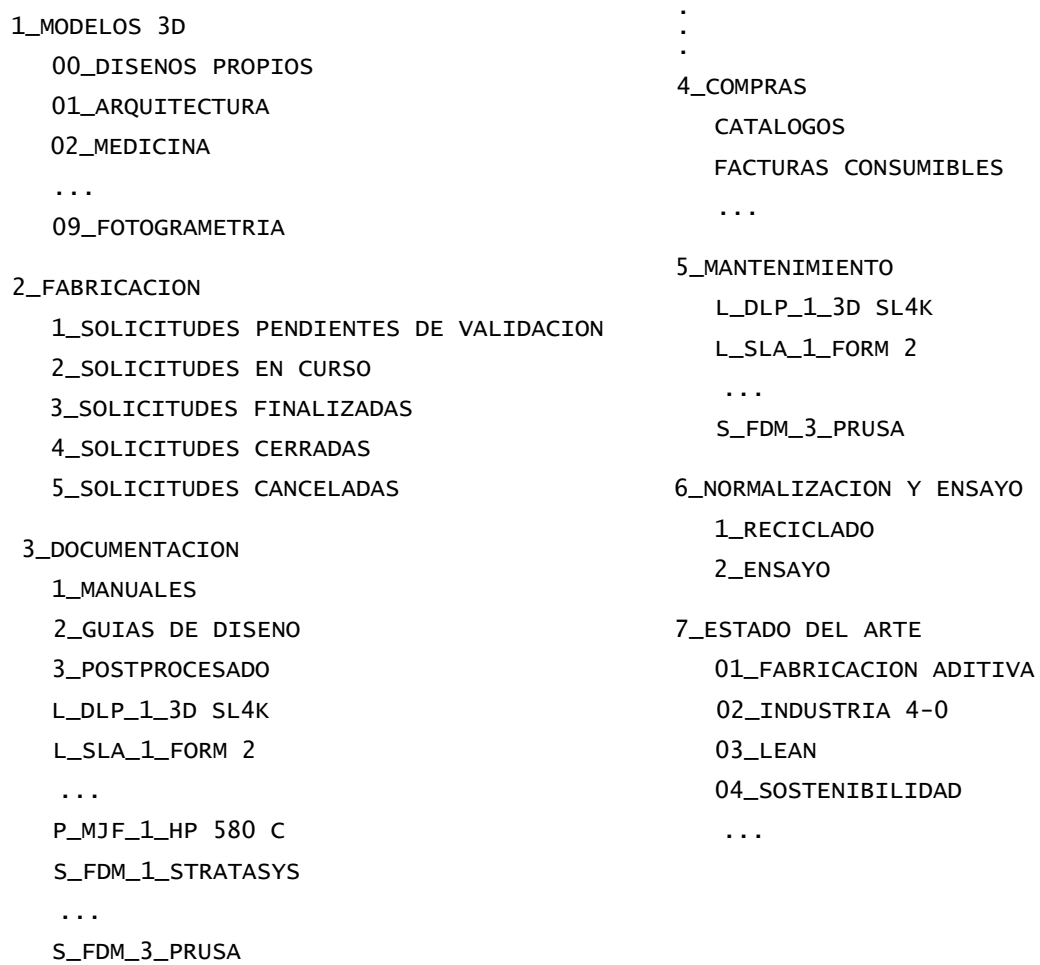 1_MODELOS 3D
00_DISENOS PROPIOS
01_ARQUITECTURA
02_MEDICINA
...
09_FOTOGRAMETRIA
2_FABRICACION
1_SOLICITUDES PENDIENTES DE VALIDACION
2_SOLICITUDES EN CURSO
3_SOLICITUDES FINALIZADAS
4_SOLICITUDES CERRADAS
5_SOLICITUDES CANCELADAS
3_DOCUMENTACION
1_MANUALES
2_GUIAS DE DISENO
3_POSTPROCESADO
L_DLP_1_3D SL4K
L_SLA_1_FORM 2
...
P_MJF_1_HP 580 C
S_FDM_1_STRATASYS
...
S_FDM_3_PRUSA
.
.
.
4_COMPRAS
CATALOGOS
FACTURAS CONSUMIBLES
...
5_MANTENIMIENTO
L_DLP_1_3D SL4K
L_SLA_1_FORM 2
...
S_FDM_3_PRUSA
6_NORMALIZACION Y ENSAYO
1_RECICLADO
2_ENSAYO
7_ESTADO DEL ARTE
01_FABRICACION ADITIVA
02_INDUSTRIA 4-0
03_LEAN
04_SOSTENIBILIDAD
...